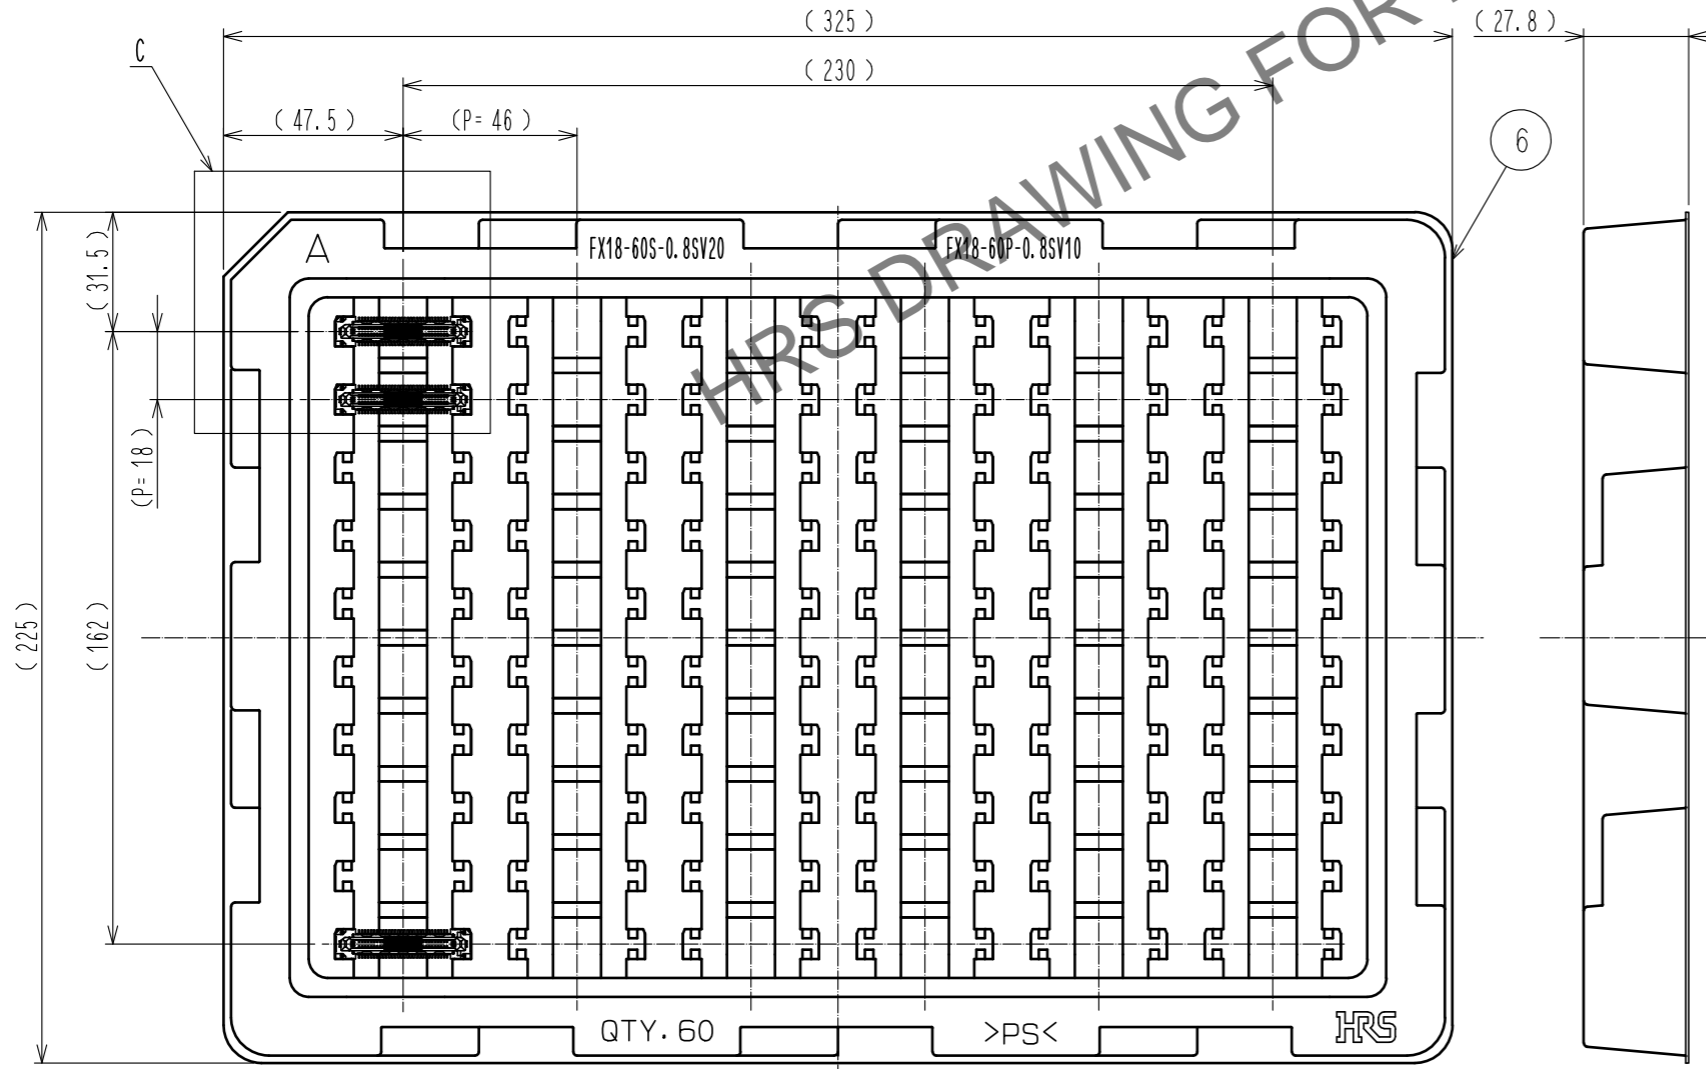 ( 325 )
( 27.8 )
C
( 230 )
( 47.5 )
(P= 46 )
6
HRS DRAWING FOR
A
FX18-60S-0.8SV20
FX18-60P-0.8SV10
( 31.5 )
(P= 18 )
( 225 )
( 162 )
QTY. 60
>PS<
HRS